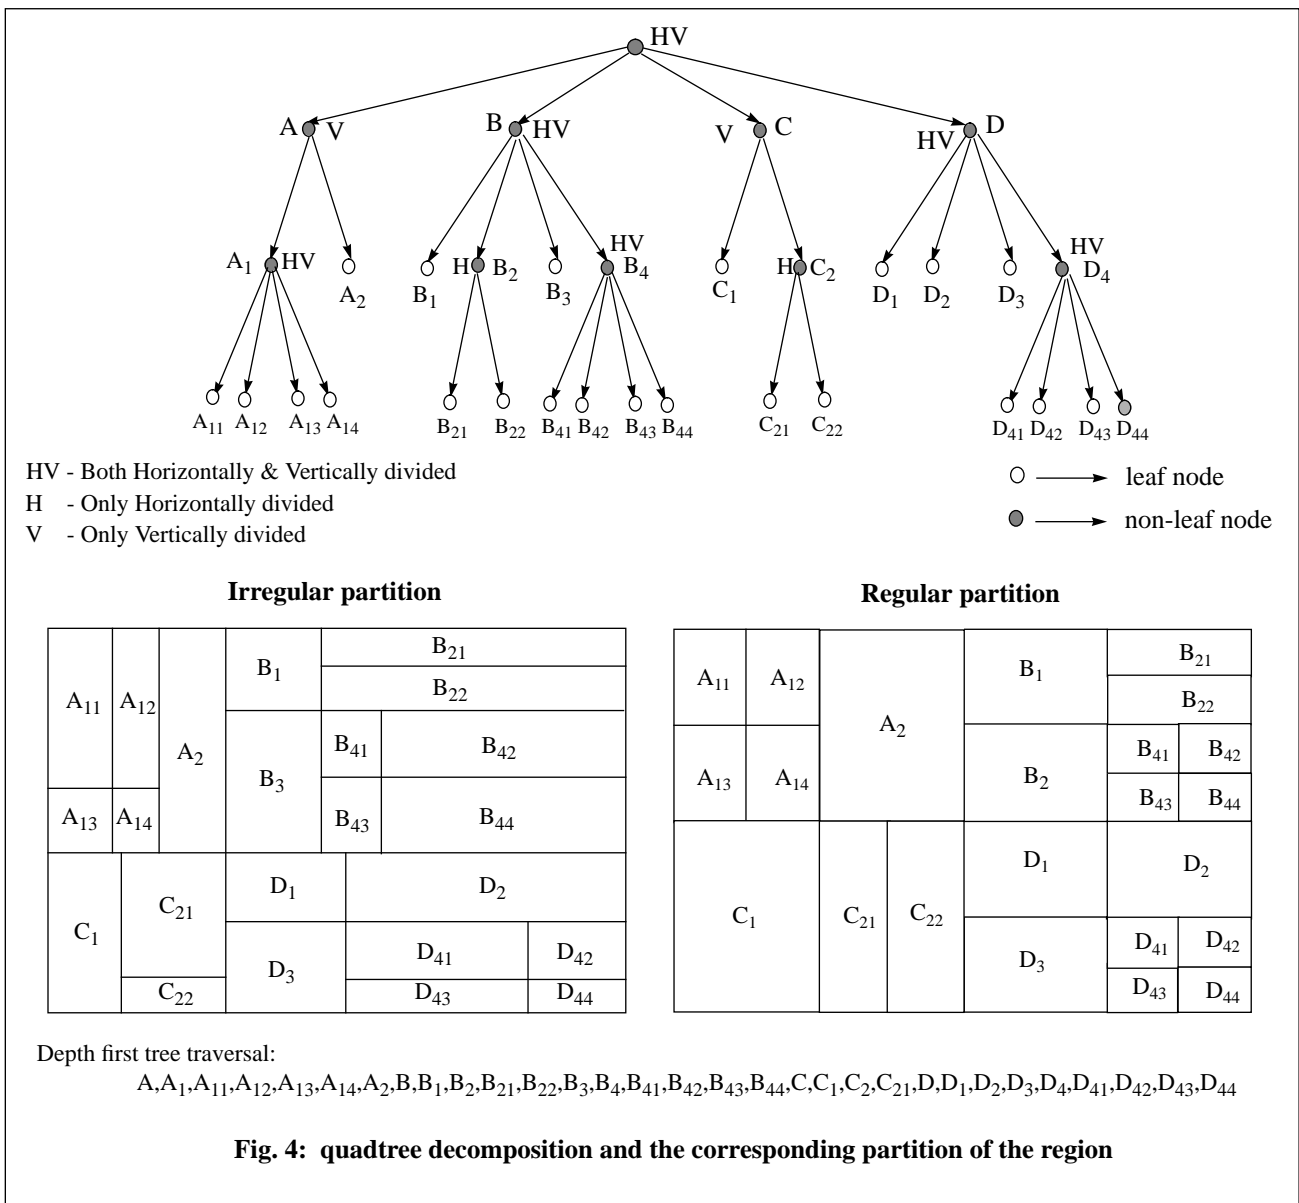 HV
A V
B HV
V C
HV D
A1 HV
A2
B1
H B2
B3
HV
B4
C1
H C2
D1
D2
D3
HV
D4
A11 A12 A13 A14
B21 B22 B41 B42 B43 B44
C21 C22
D41 D42 D43 D44
HV - Both Horizontally & Vertically divided
H - Only Horizontally divided
V - Only Vertically divided
leaf node
non-leaf node
Irregular partition
A11 A12 A2 B1 B21
B22
B3 B41 B42
A13 A14 B43 B44
C1 C21 D1 D2
C22 D3 D41 D42
D43 D44
Regular partition
A11 A12 A2 B1 B21
B22
A13 A14 B2 B41 B42
B43 B44
C1 C21 C22 D1 D2
D3 D41 D42
D43 D44
Depth first tree traversal:
A,A1,A11,A12,A13,A14,A2,B,B1,B2,B21,B22,B3,B4,B41,B42,B43,B44,C,C1,C2,C21,D,D1,D2,D3,D4,D41,D42,D43,D44
Fig. 4: quadtree decomposition and the corresponding partition of the region